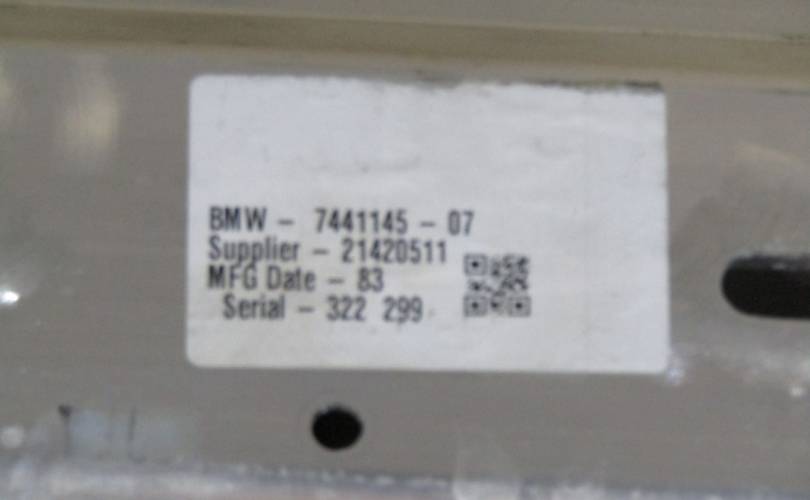 BMW – 7441145 – 07
Supplier – 21420511
MFG Date – 83
Serial – 322 299